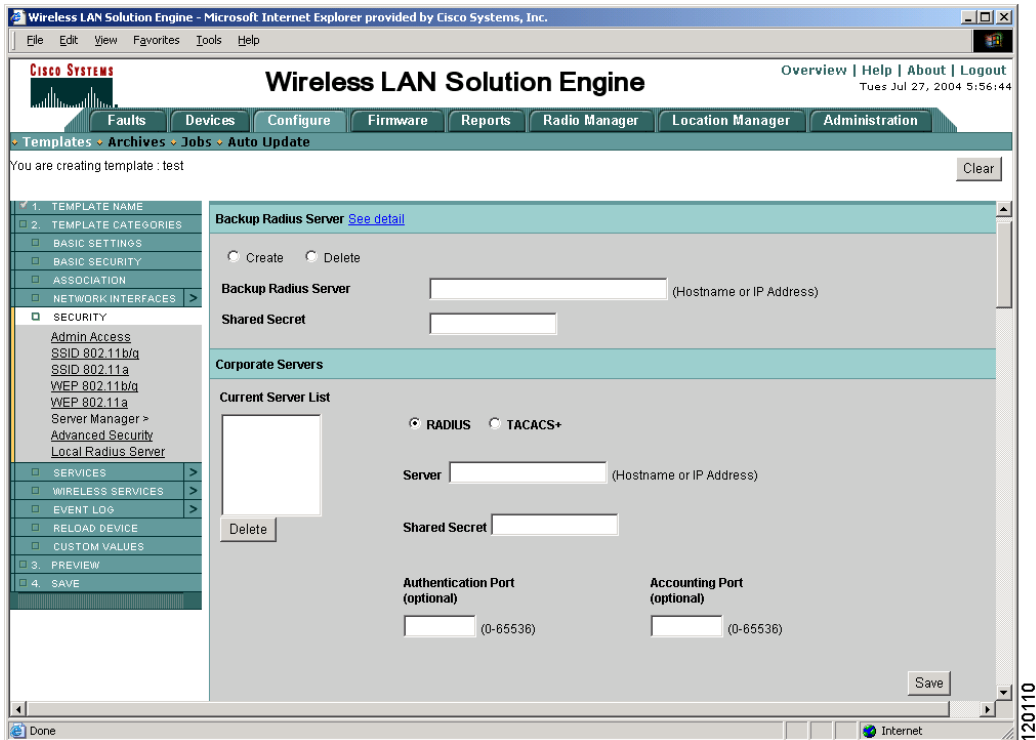 Wireless LAN Solution Engine - Microsoft Internet Explorer provided by Cisco Systems, Inc.
File Edit View Favorites Tools Help
CISCO SYSTEMS
Wireless LAN Solution Engine
Overview | Help | About | Logout
Tues Jul 27, 2004 5:56:44
Faults Devices Configure Firmware Reports Radio Manager Location Manager Administration
Templates Archives Jobs Auto Update
You are creating template : test
Clear
1. TEMPLATE NAME
2. TEMPLATE CATEGORIES
BASIC SETTINGS
BASIC SECURITY
ASSOCIATION
NETWORK INTERFACES >
SECURITY
Admin Access
SSID 802.11b/g
SSID 802.11a
WEP 802.11b/g
WEP 802.11a
Server Manager >
Advanced Security
Local Radius Server
SERVICES >
WIRELESS SERVICES >
EVENT LOG >
RELOAD DEVICE
CUSTOM VALUES
3. PREVIEW
4. SAVE
Backup Radius Server See detail
Create Delete
Backup Radius Server (Hostname or IP Address)
Shared Secret
Corporate Servers
Current Server List
Delete
RADIUS TACACS+
Server (Hostname or IP Address)
Shared Secret
Authentication Port
(optional)
(0-65536)
Accounting Port
(optional)
(0-65536)
Save
Done
Internet
120110